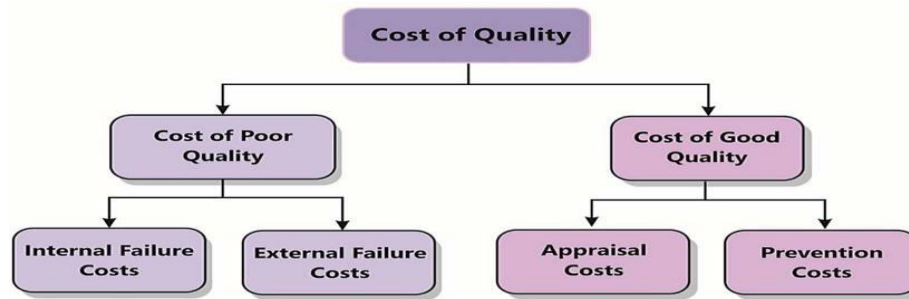 Cost of Quality
Cost of Poor
Quality
Cost of Good
Quality
Internal Failure
Costs
External Failure
Costs
Appraisal
Costs
Prevention
Costs